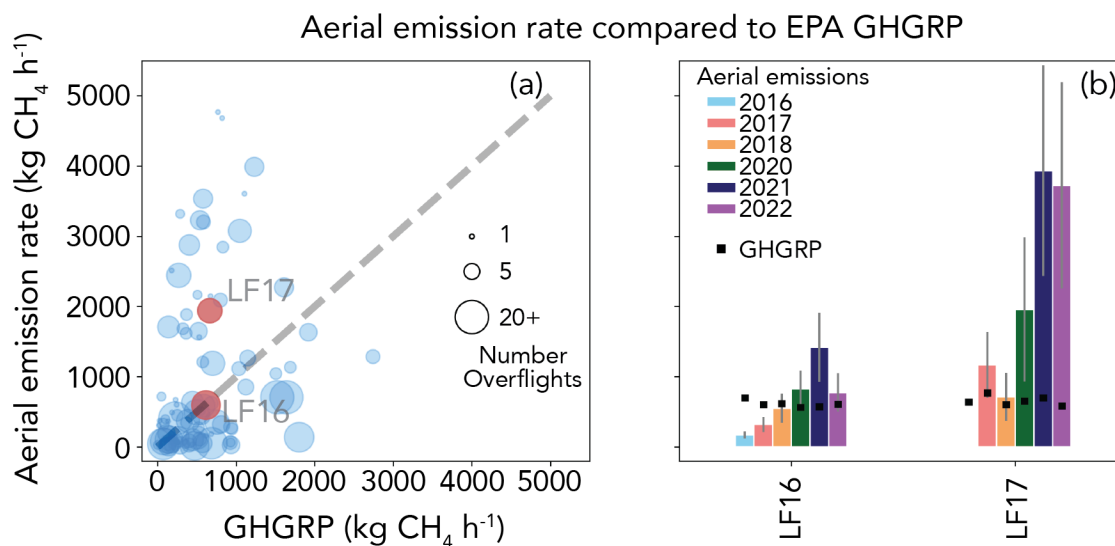 Aerial emission rate compared to EPA GHGRP
Aerial emission rate (kg CH₄ h⁻¹)
5000
4000
3000
2000
1000
0
(a)
LF17
LF16
1
5
20+
Number
Overflights
0 1000 2000 3000 4000 5000
GHGRP (kg CH₄ h⁻¹)
Aerial emissions
(b)
2016
2017
2018
2020
2021
2022
GHGRP
LF16
LF17